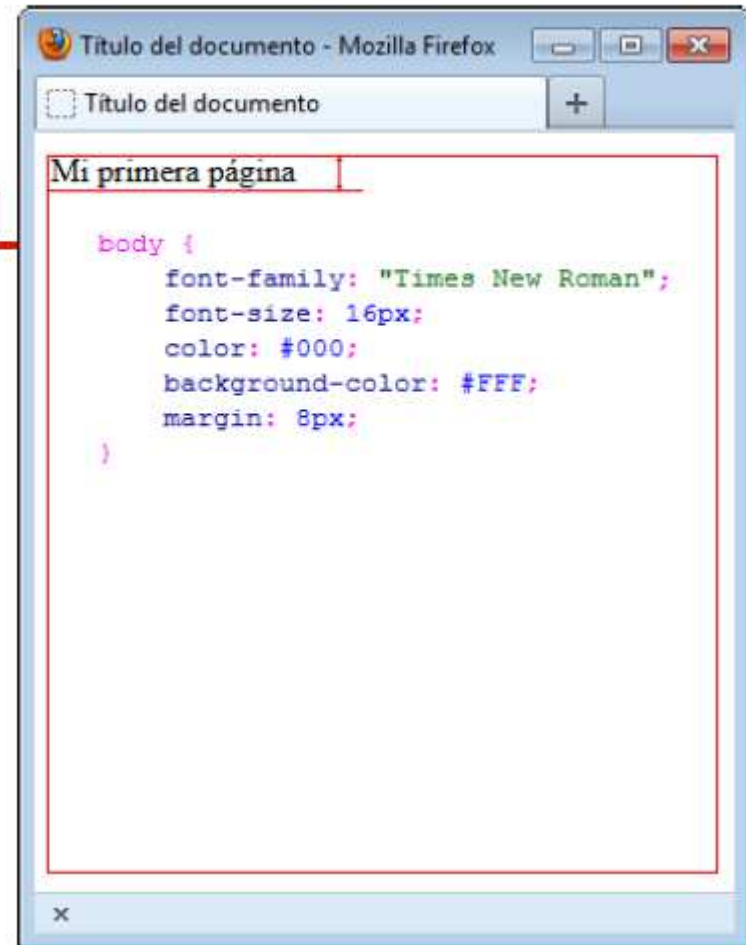 Título del documento - Mozilla Firefox
Título del documento
Mi primera página
body {
font-family: "Times New Roman";
font-size: 16px;
color: #000;
background-color: #FFF;
margin: 8px;
}